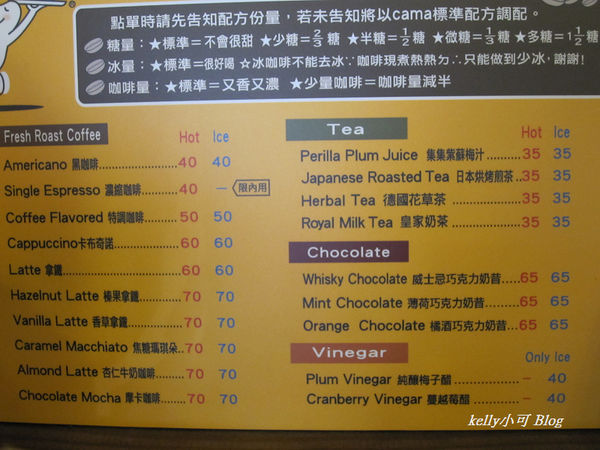 點單時請先告知配方份量，若未告知將以cama標準配方調配。
糖量：★標準＝不會很甜 ★少糖＝2/3 糖 ★半糖＝1/2 糖 ★微糖＝1/3 糖 ★多糖＝1 1/2 糖
冰量：★標準＝很好喝 ☆冰咖啡不能去冰∵咖啡現煮熱熱ㄉ∴只能做到少冰，謝謝！
咖啡量：★標準＝又香又濃 ★少量咖啡＝咖啡量減半
Fresh Roast Coffee Hot Ice
Americano 黑咖啡 40 40
Single Espresso 濃縮咖啡 40 — 限內用
Coffee Flavored 特調咖啡 50 50
Cappuccino 卡布奇諾 60 60
Latte 拿鐵 60 60
Hazelnut Latte 榛果拿鐵 70 70
Vanilla Latte 香草拿鐵 70 70
Caramel Macchiato 焦糖瑪琪朵 70 70
Almond Latte 杏仁牛奶咖啡 70 70
Chocolate Mocha 摩卡咖啡 70 70
Tea Hot Ice
Perilla Plum Juice 集集紫蘇梅汁 35 35
Japanese Roasted Tea 日本烘烤煎茶 35 35
Herbal Tea 德國花草茶 35 35
Royal Milk Tea 皇家奶茶 35 35
Chocolate
Whisky Chocolate 威士忌巧克力奶昔 65 65
Mint Chocolate 薄荷巧克力奶昔 65 65
Orange Chocolate 橘酒巧克力奶昔 65 65
Vinegar Only Ice
Plum Vinegar 純釀梅子醋 — 40
Cranberry Vinegar 蔓越莓醋 — 40
kelly小可 Blog